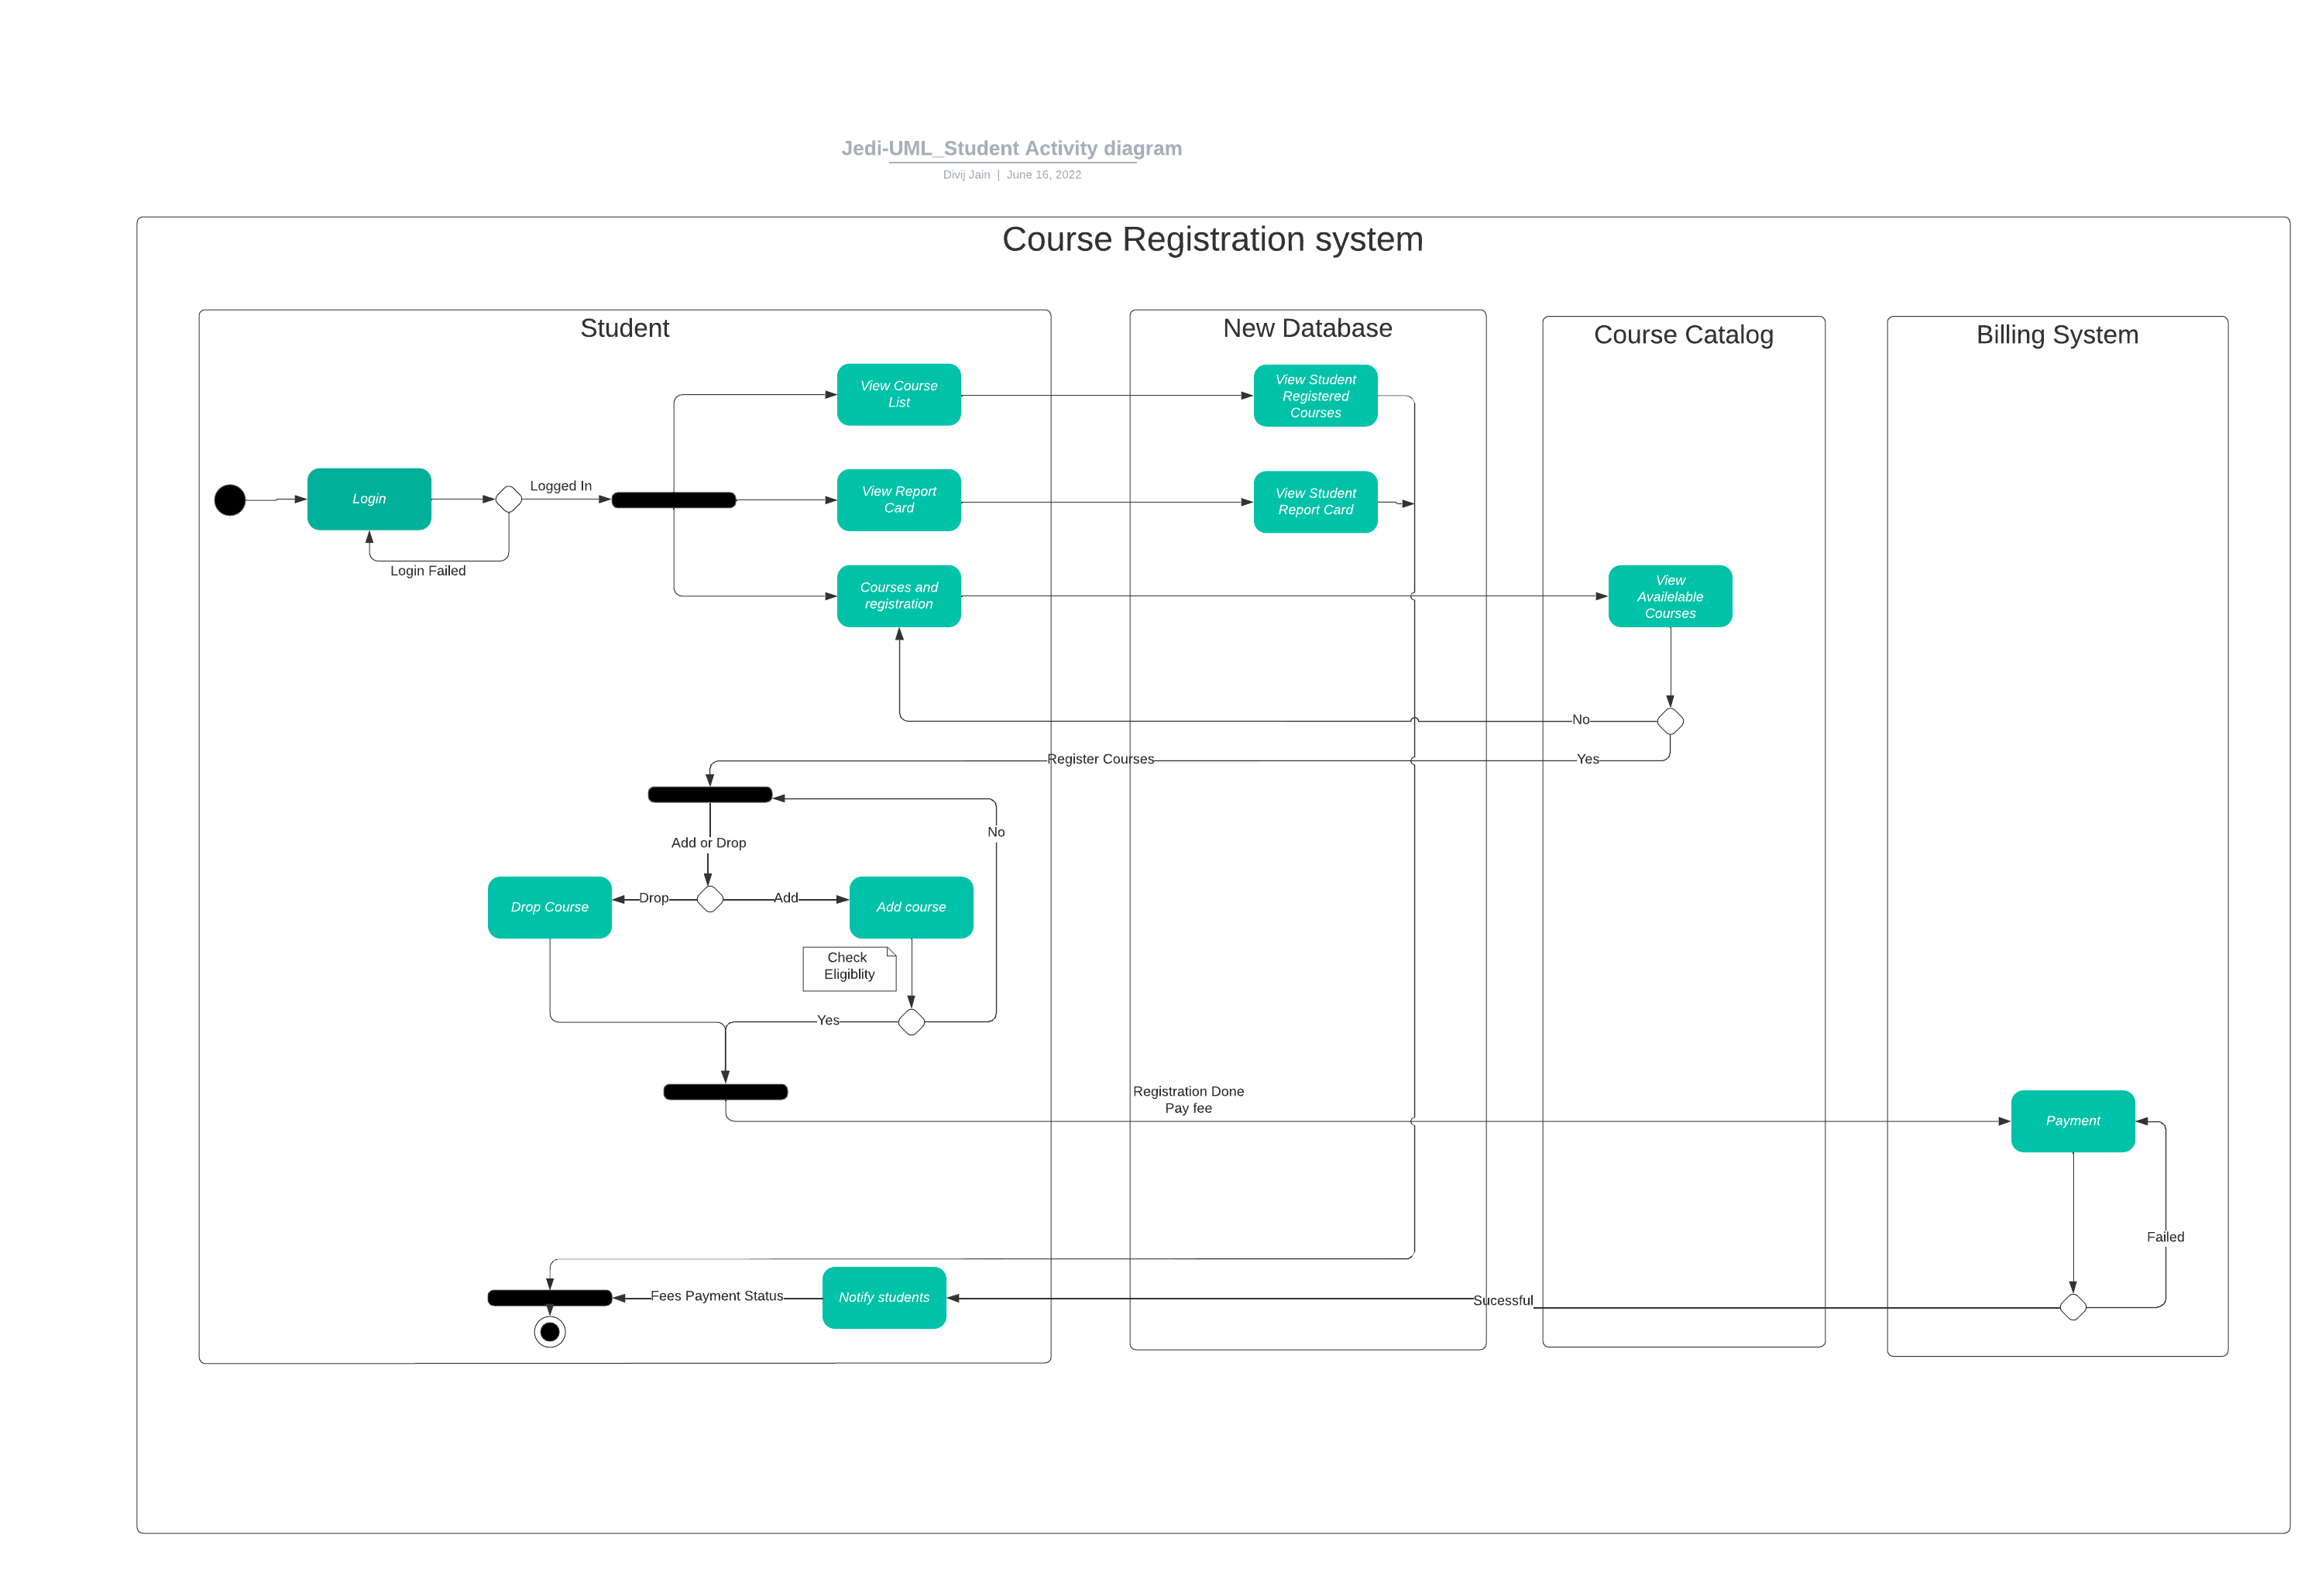 Jedi-UML_Student Activity diagram
Divij Jain | June 16, 2022
Course Registration system
Student
New Database
Course Catalog
Billing System
View Course
List
View Student
Registered
Courses
Login
Logged In
Login Failed
View Report
Card
View Student
Report Card
Courses and
registration
View
Availelable
Courses
No
Register Courses
Yes
No
Add or Drop
Drop Course
Drop
Add
Add course
Check
Eligiblity
Yes
Registration Done
Pay fee
Payment
Failed
Fees Payment Status
Notify students
Sucessful